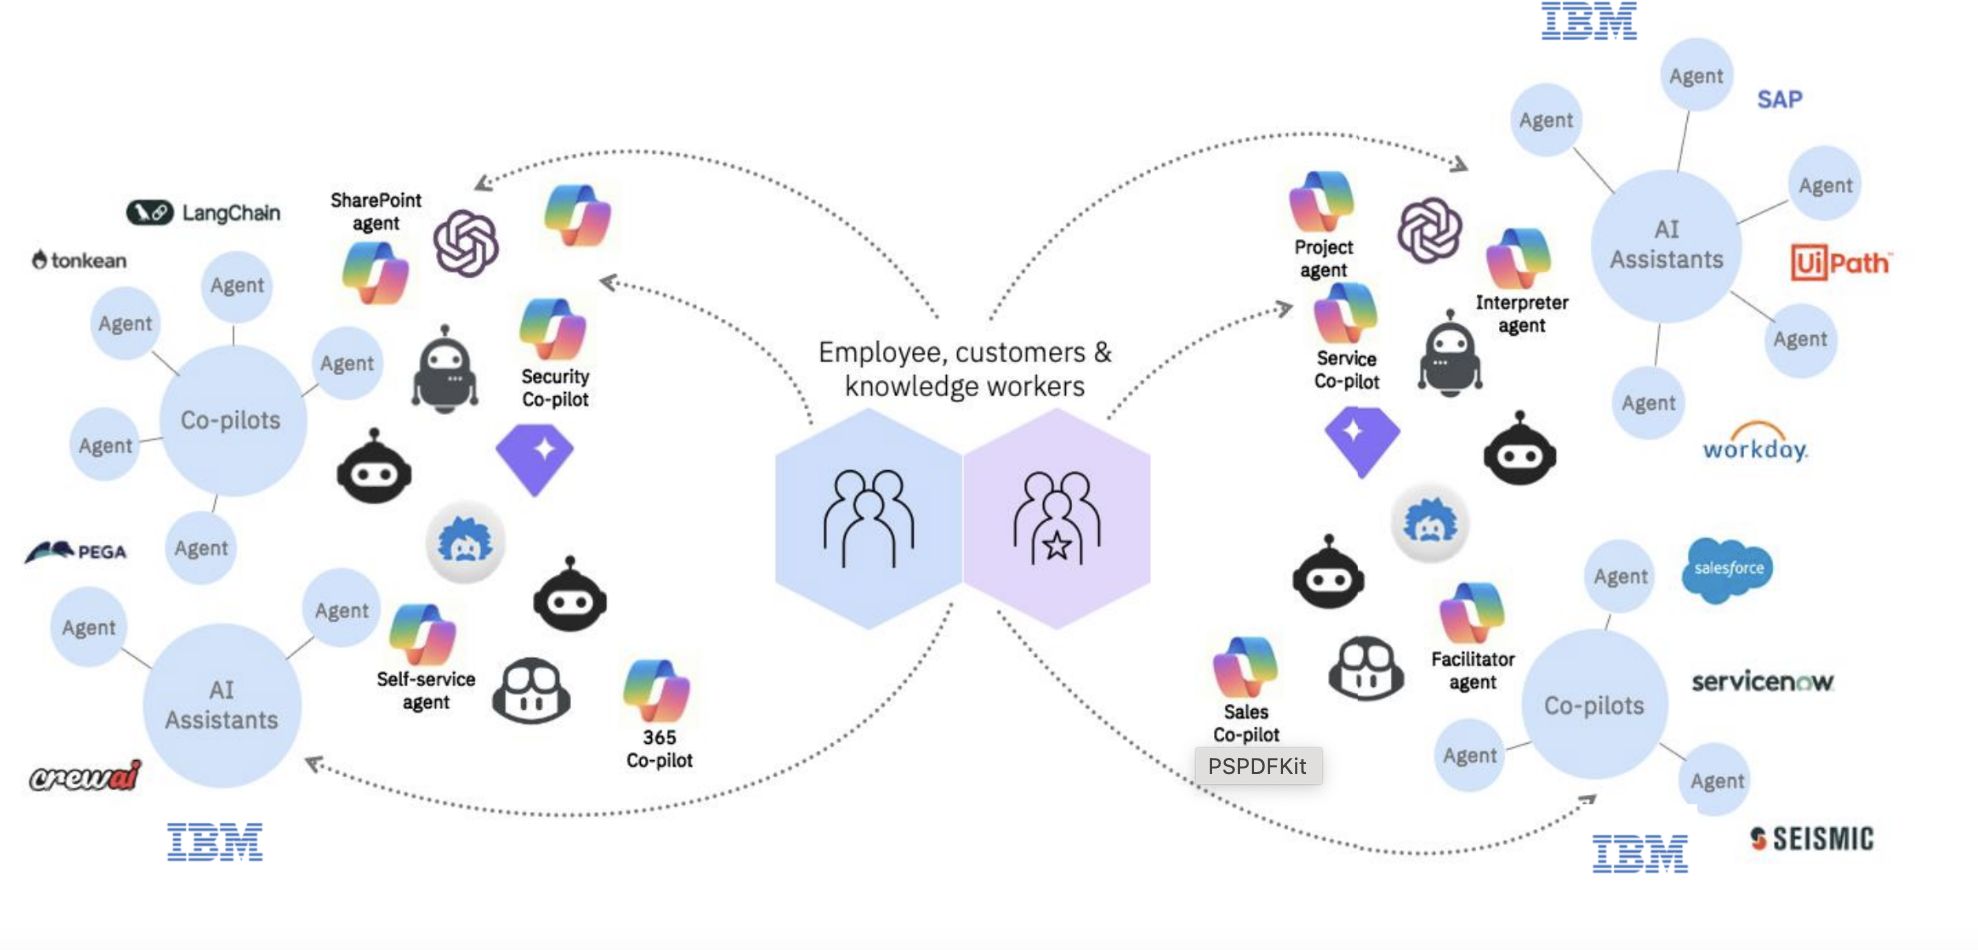 IBM
Agent
SAP
Agent
Agent
AI
Assistants
UiPath
Agent
Agent
workday.
LangChain
SharePoint
agent
tonkean
Agent
Agent
Agent
Co-pilots
Agent
Agent
Security
Co-pilot
PEGA
Agent
Agent
AI
Assistants
Self-service
agent
365
Co-pilot
crewai
IBM
Employee, customers &
knowledge workers
Project
agent
Interpreter
agent
Service
Co-pilot
Facilitator
agent
Sales
Co-pilot
PSPDFKit
Agent
salesforce
servicenow
Co-pilots
Agent
Agent
IBM
SEISMIC